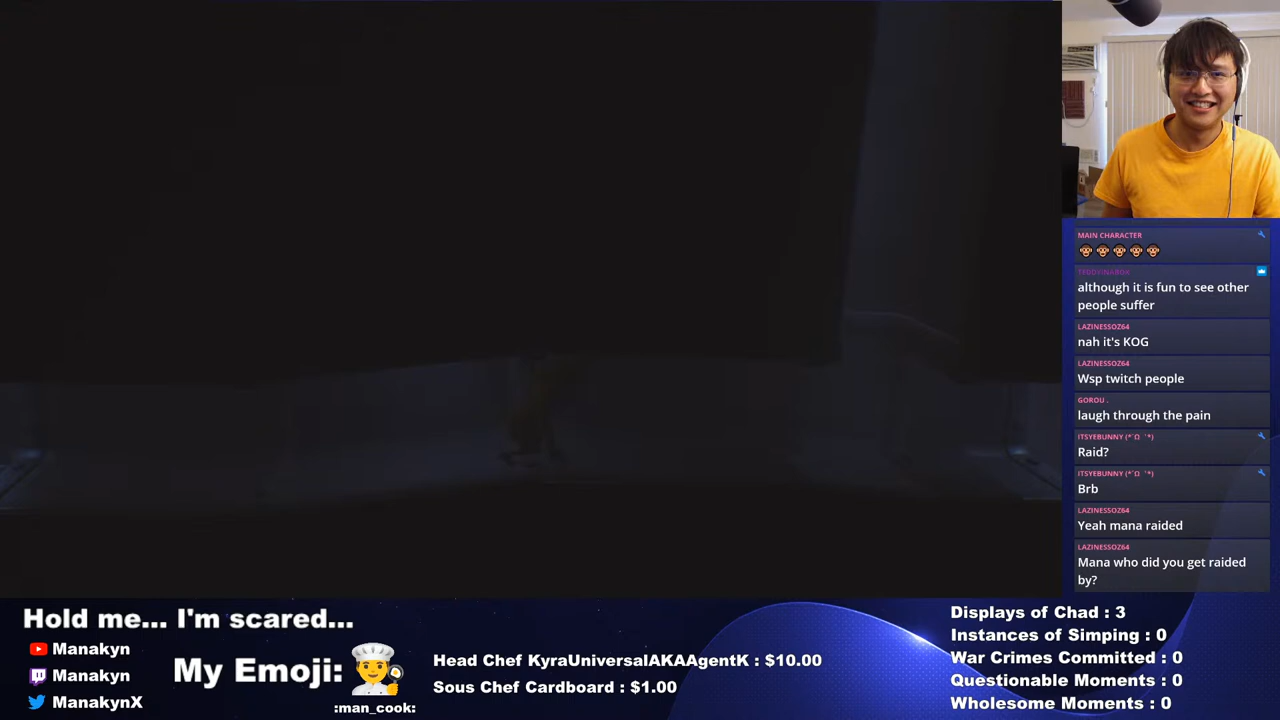 MAIN CHARACTER
TEDDVINABOX
although it is fun to see other
people suffer
LAZINESSOZ64
nah it's KOG
LAZINESSOZ64
Wsp twitch people
GOROU .
laugh through the pain
ITSYEBUNNY (*´Ω｀*)
Raid?
ITSYEBUNNY (*´Ω｀*)
Brb
LAZINESSOZ64
Yeah mana raided
LAZINESSOZ64
Mana who did you get raided
by?
Hold me... I'm scared...
Manakyn
Manakyn
ManakynX
My Emoji:
:man_cook:
Head Chef KyraUniversalAKAAgentK : $10.00
Sous Chef Cardboard : $1.00
Displays of Chad : 3
Instances of Simping : 0
War Crimes Committed : 0
Questionable Moments : 0
Wholesome Moments : 0